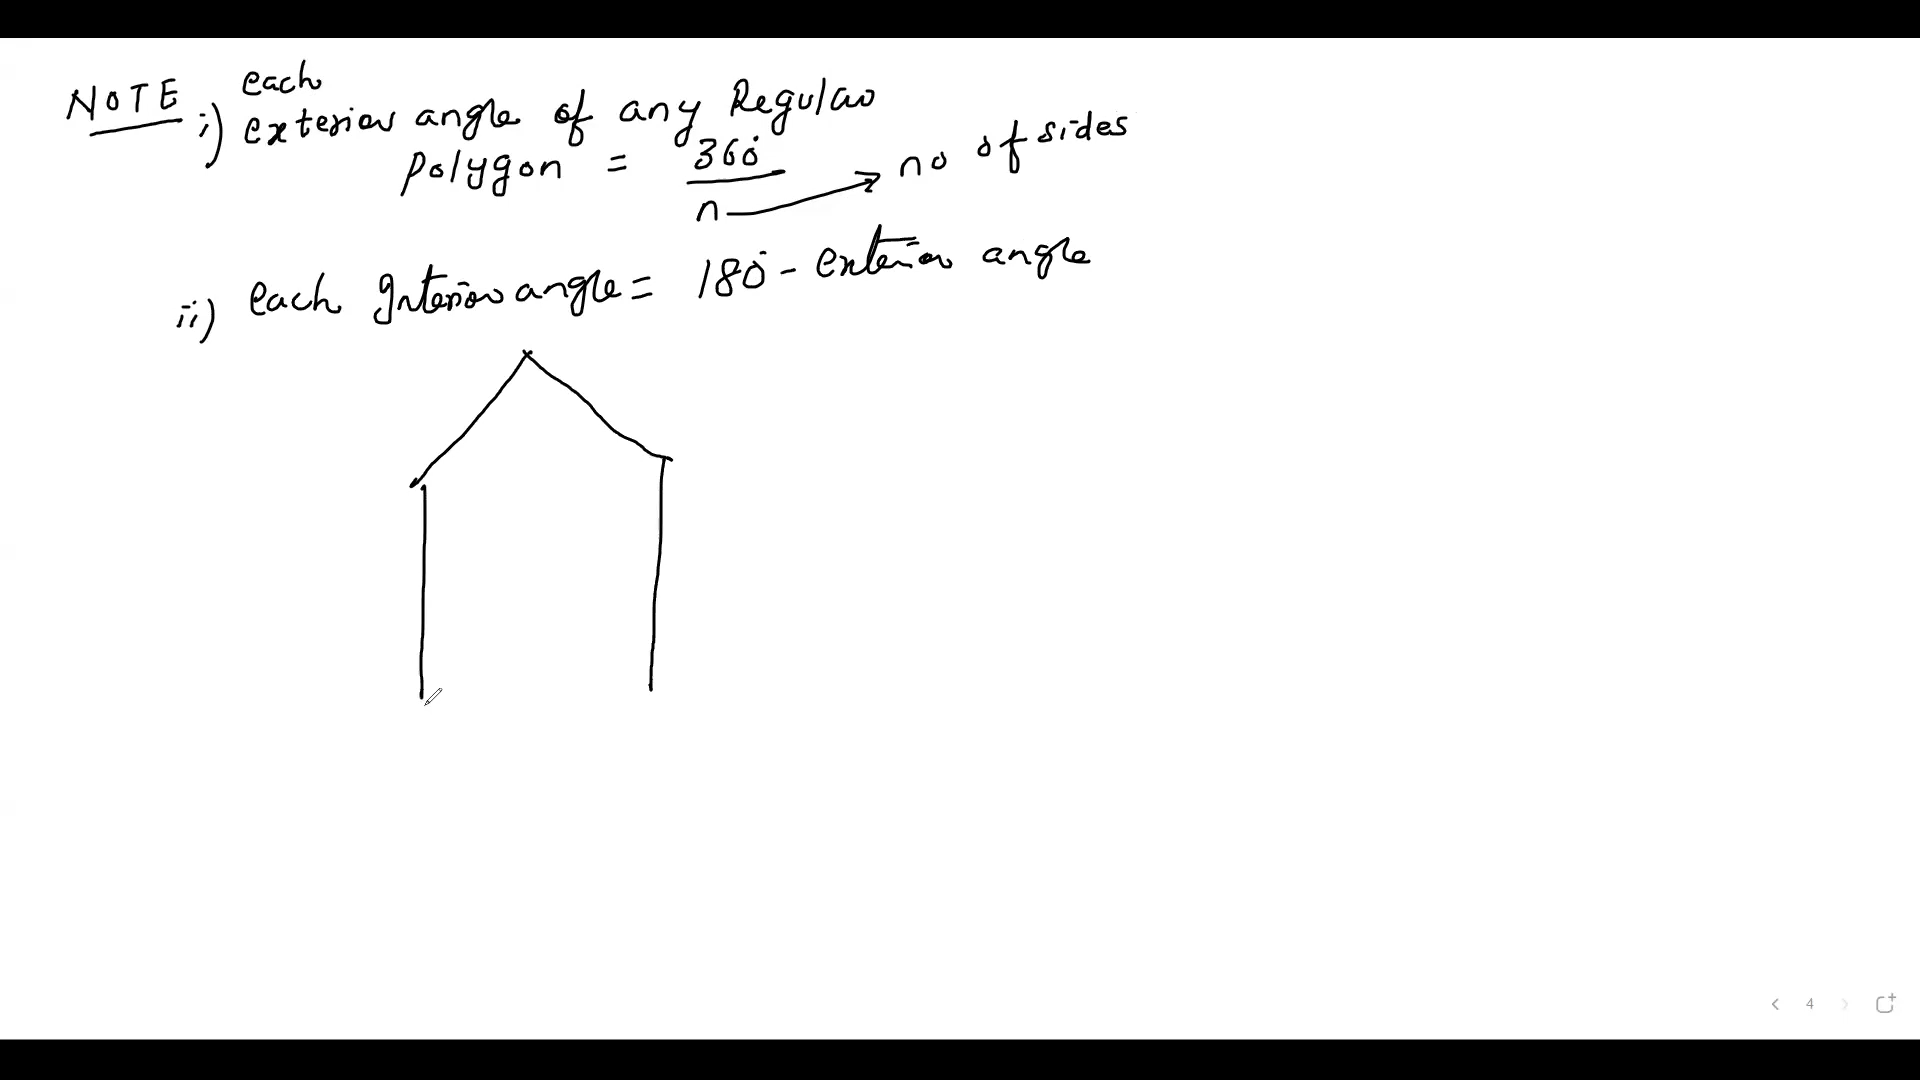 NOTE
i) each
exterior angle of any Regular
polygon = 360°
n → no of sides
ii) each Interior angle = 180° - exterior angle
4